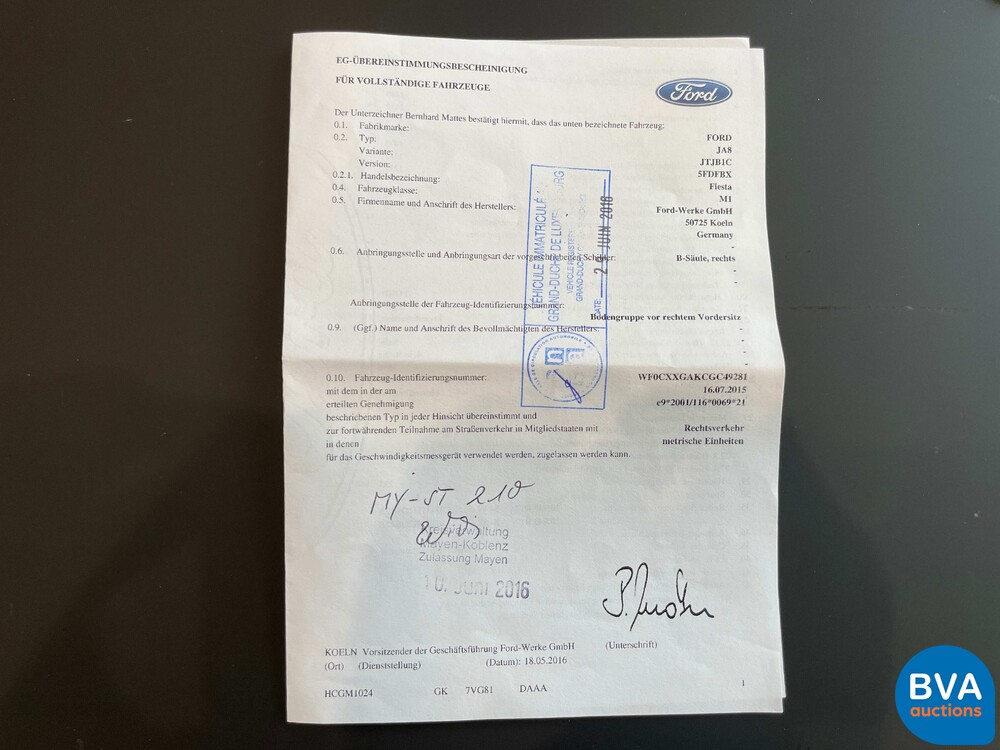 EG-ÜBEREINSTIMMUNGSBESCHEINIGUNG
FÜR VOLLSTÄNDIGE FAHRZEUGE
Ford
Der Unterzeichner Bernhard Mattes bestätigt hiermit, dass das unten bezeichnete Fahrzeug:
0.1. Fabrikmarke: FORD
0.2. Typ: JA8
Variante: JTJB1C
Version: 5FDFBX
0.2.1. Handelsbezeichnung: Fiesta
0.4. Fahrzeugklasse: M1
0.5. Firmenname und Anschrift des Herstellers: Ford-Werke GmbH
50725 Koeln
Germany
-
0.6. Anbringungsstelle und Anbringungsart der vorgeschriebenen Schilder: B-Säule, rechts
-
-
Anbringungsstelle der Fahrzeug-Identifizierungsnummer:
Bodengruppe vor rechtem Vordersitz
0.9. (Ggf.) Name und Anschrift des Bevollmächtigten des Herstellers: -
-
-
-
0.10. Fahrzeug-Identifizierungsnummer: WF0CXXGAKCGC49281
mit dem in der am 16.07.2015
erteilten Genehmigung e9*2001/116*0069*21
beschriebenen Typ in jeder Hinsicht übereinstimmt und
zur fortwährenden Teilnahme am Straßenverkehr in Mitgliedstaaten mit Rechtsverkehr
in denen metrische Einheiten
für das Geschwindigkeitsmessgerät verwendet werden, zugelassen werden kann.
VÉHICULE IMMATRICULÉ
GRAND-DUCHÉ DE
VEHICLE
GRAND-DUCHY
DATE JUIN 2016
MY-ST 210
Kreisverwaltung
Mayen-Koblenz
Zulassung Mayen
10. Juni 2016
KOELN Vorsitzender der Geschäftsführung Ford-Werke GmbH (Unterschrift)
(Ort) (Dienststellung) (Datum): 18.05.2016
HCGM1024 GK 7VG81 DAAA 1
BVA
auctions